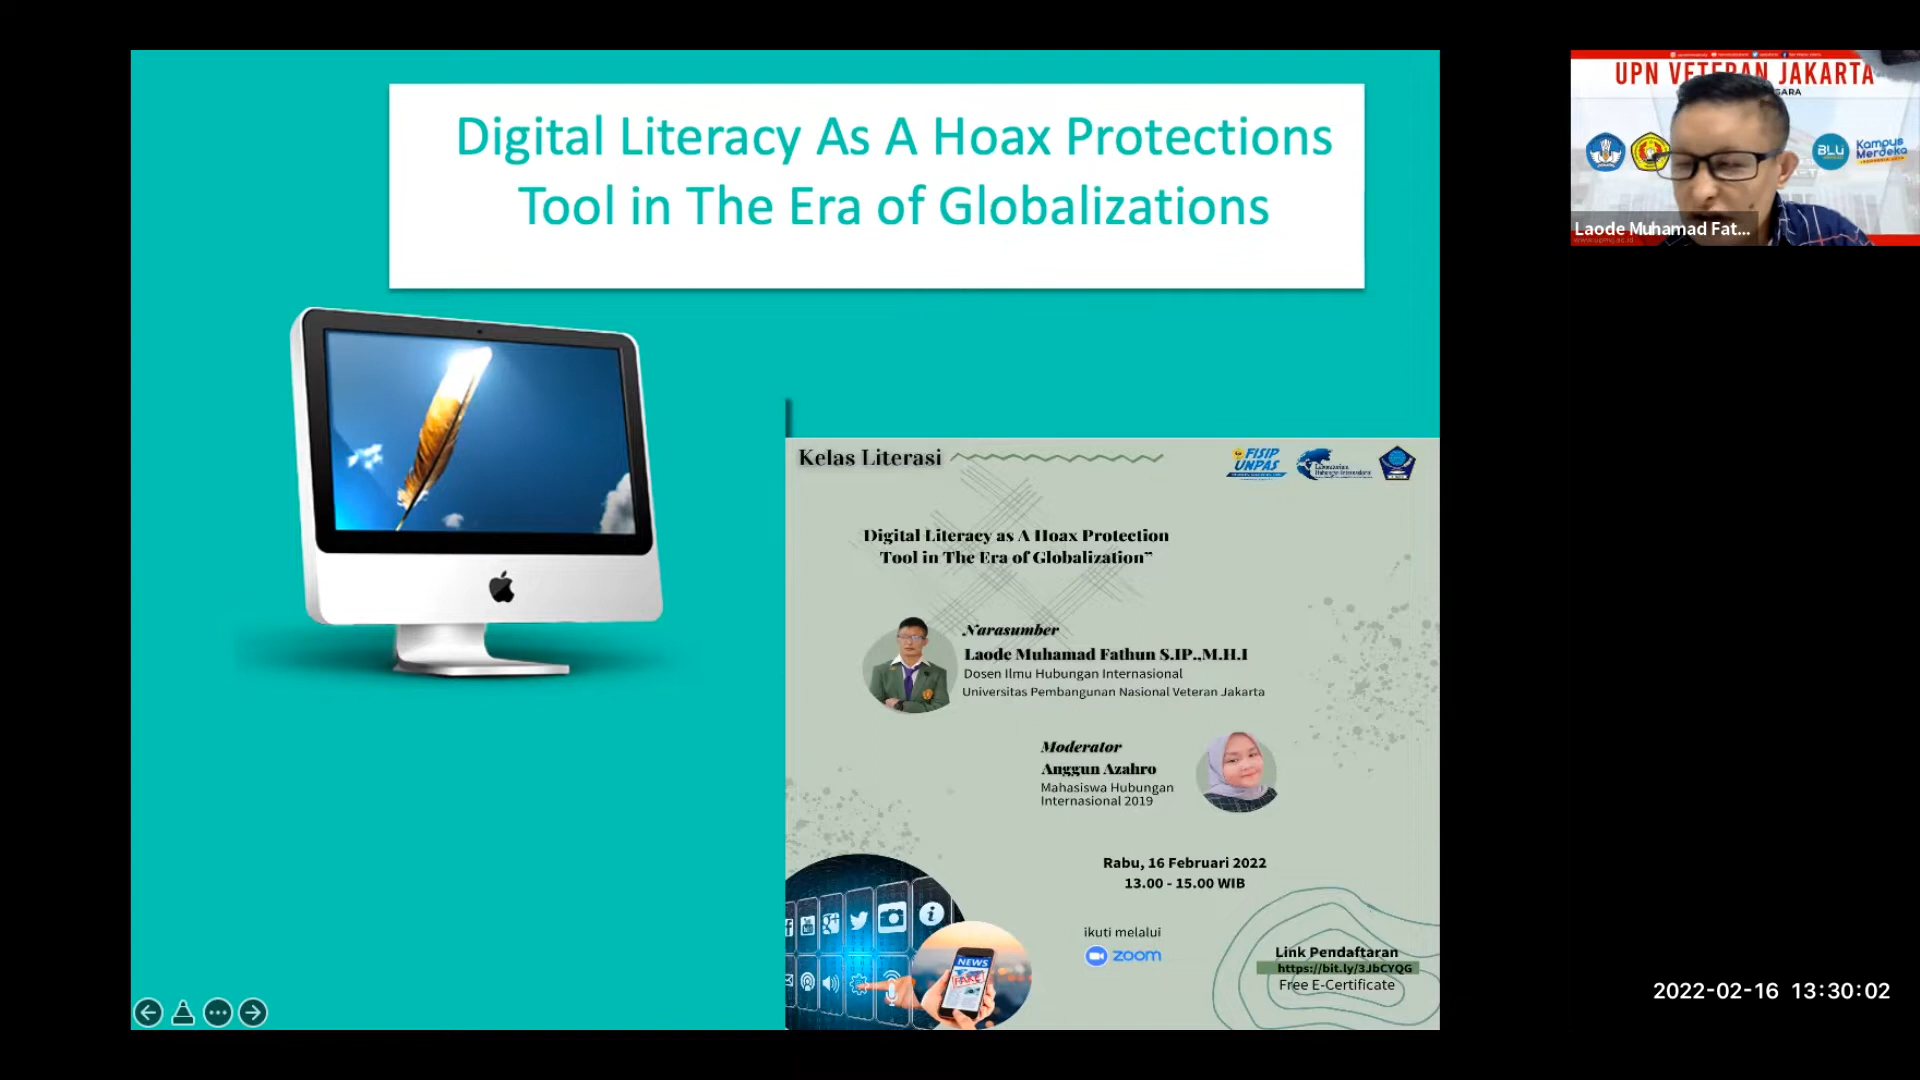 Digital Literacy As A Hoax Protections
Tool in The Era of Globalizations
UPN VETERAN JAKARTA
BLU
Kampus
Merdeka
Laode Muhamad Fat...
Kelas Literasi
FISIP
UNPAS
Digital Literacy as A Hoax Protection
Tool in The Era of Globalization”
Narasumber
Laode Muhamad Fathun S.IP.,M.H.I
Dosen Ilmu Hubungan Internasional
Universitas Pembangunan Nasional Veteran Jakarta
Moderator
Anggun Azahro
Mahasiswa Hubungan
Internasional 2019
Rabu, 16 Februari 2022
13.00 - 15.00 WIB
ikuti melalui
zoom
Link Pendaftaran
https://bit.ly/3JbCYQG
Free E-Certificate
NEWS
FAKE
2022-02-16 13:30:02